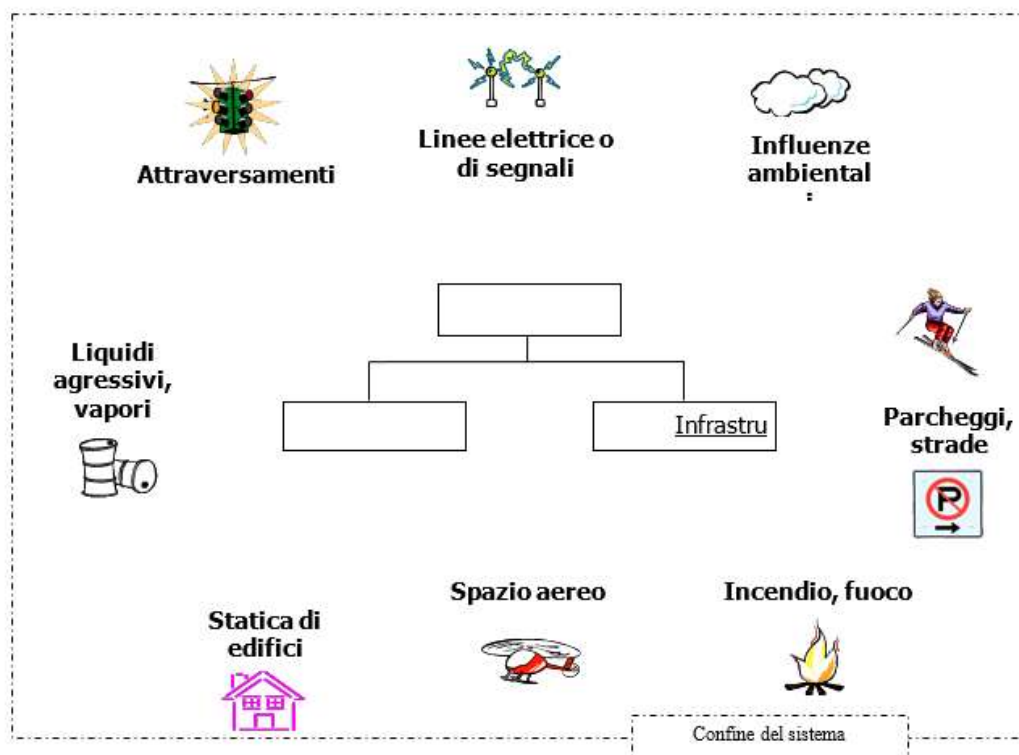 Attraversamenti
Linee elettrice o
di segnali
Influenze
ambiental
:
Liquidi
agressivi,
vapori
Infrastru
Parcheggi,
strade
P
Statica di
edifici
Spazio aereo
Incendio, fuoco
Confine del sistema